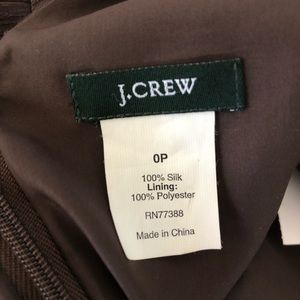 J.CREW
0P
100% Silk
Lining:
100% Polyester
RN77388
Made in China